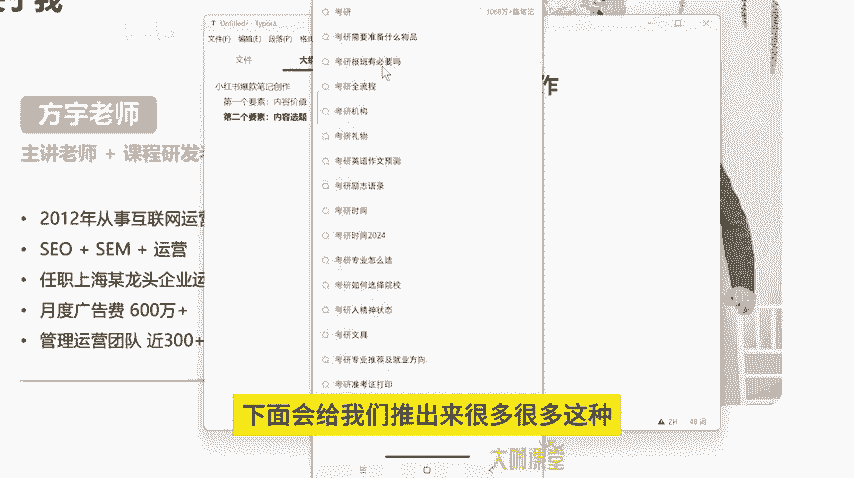 于我
方宇老师
主讲老师 + 课程研发
2012年从事互联网运营
SEO + SEM + 运营
任职上海某龙头企业运
月度广告费 600万+
管理运营团队 近300+
Untitled - Typora
文件(F) 编辑(E) 段落(P) 格式
文件
大纲
小红书爆款笔记创作
第一个要素：内容价值
第二个要素：内容选题
作
考研
1068万+篇笔记
考研需要准备什么物品
考研报班有必要吗
考研全流程
考研机构
考研礼物
考研英语作文预测
考研励志语录
考研时间
考研时间2024
考研专业怎么选
考研如何选择院校
考研人精神状态
考研文具
考研专业推荐及就业方向
考研准考证打印
下面会给我们推出来很多很多这种
48 词
大鹏课堂